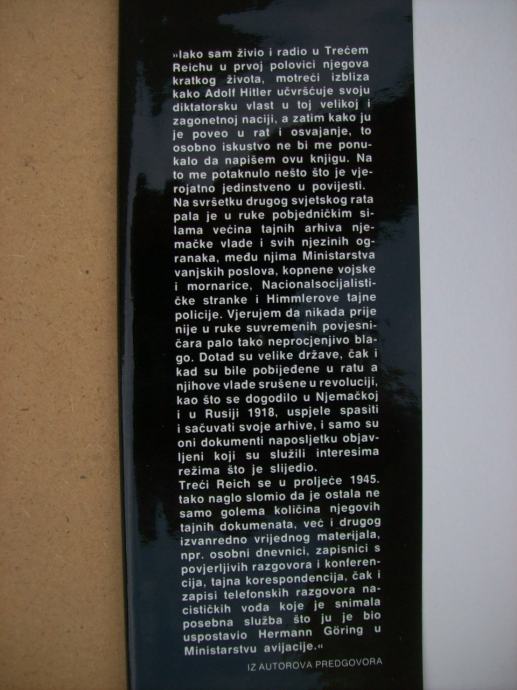 »Iako sam živio i radio u Trećem
Reichu u prvoj polovici njegova
kratkog života, motreći izbliza
kako Adolf Hitler učvršćuje svoju
diktatorsku vlast u toj velikoj i
zagonetnoj naciji, a zatim kako ju
je poveo u rat i osvajanje, to
osobno iskustvo ne bi me ponu-
kalo da napišem ovu knjigu. Na
to me potaknulo nešto što je vje-
rojatno jedinstveno u povijesti.
Na svršetku drugog svjetskog rata
pala je u ruke pobjedničkim si-
lama većina tajnih arhiva nje-
mačke vlade i svih njezinih og-
ranaka, među njima Ministarstva
vanjskih poslova, kopnene vojske
i mornarice, Nacionalsocijalisti-
čke stranke i Himmlerove tajne
policije. Vjerujem da nikada prije
nije u ruke suvremenih povjesni-
čara palo tako neprocjenjivo bla-
go. Dotad su velike države, čak i
kad su bile pobijeđene u ratu a
njihove vlade srušene u revoluciji,
kao što se dogodilo u Njemačkoj
i u Rusiji 1918, uspjele spasiti
i sačuvati svoje arhive, i samo su
oni dokumenti naposljetku objav-
ljeni koji su služili interesima
režima što je slijedio.
Treći Reich se u proljeće 1945.
tako naglo slomio da je ostala ne
samo golema količina njegovih
tajnih dokumenata, već i drugog
izvanredno vrijednog materijala,
npr. osobni dnevnici, zapisnici s
povjerljivih razgovora i konferen-
cija, tajna korespondencija, čak i
zapisi telefonskih razgovora na-
cističkih vođa koje je snimala
posebna služba što ju je bio
uspostavio Hermann Göring u
Ministarstvu avijacije.«
IZ AUTOROVA PREDGOVORA